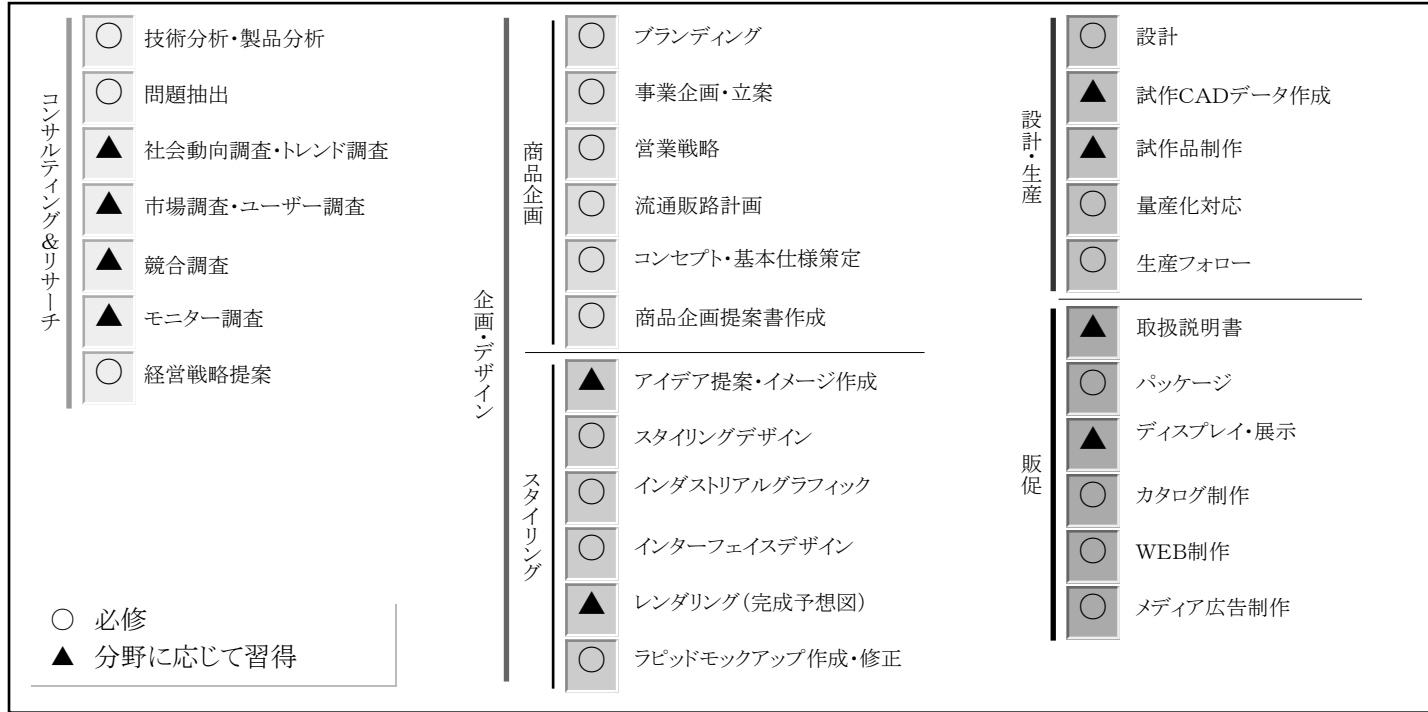 コンサルティング&リサーチ
○ 技術分析・製品分析
○ 問題抽出
▲ 社会動向調査・トレンド調査
▲ 市場調査・ユーザー調査
▲ 競合調査
▲ モニター調査
○ 経営戦略提案
企画・デザイン
商品企画
○ ブランディング
○ 事業企画・立案
○ 営業戦略
○ 流通販路計画
○ コンセプト・基本仕様策定
○ 商品企画提案書作成
スタイリング
▲ アイデア提案・イメージ作成
○ スタイリングデザイン
○ インダストリアルグラフィック
○ インターフェイスデザイン
▲ レンダリング(完成予想図)
○ ラピッドモックアップ作成・修正
設計・生産
○ 設計
▲ 試作CADデータ作成
▲ 試作品制作
○ 量産化対応
○ 生産フォロー
販促
▲ 取扱説明書
○ パッケージ
▲ ディスプレイ・展示
○ カタログ制作
○ WEB制作
○ メディア広告制作
○ 必修
▲ 分野に応じて習得